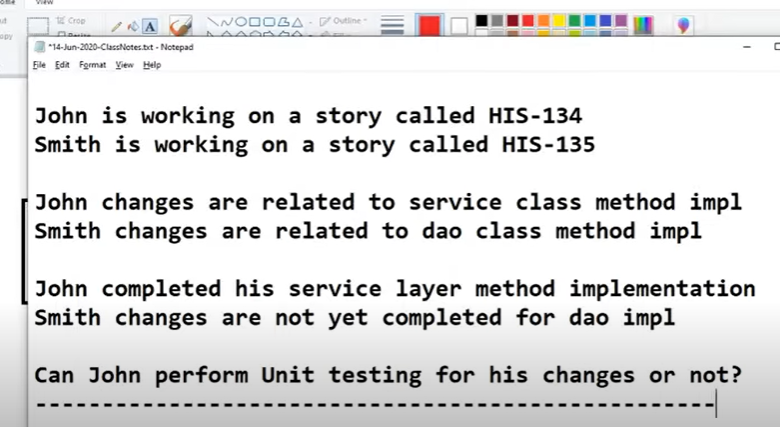 ome
View
Crop
A
Outline
opy
*14-Jun-2020-ClassNotes.txt - Notepad
File Edit Format View Help
John is working on a story called HIS-134
Smith is working on a story called HIS-135
John changes are related to service class method impl
Smith changes are related to dao class method impl
John completed his service layer method implementation
Smith changes are not yet completed for dao impl
Can John perform Unit testing for his changes or not?
----------------------------------------------------